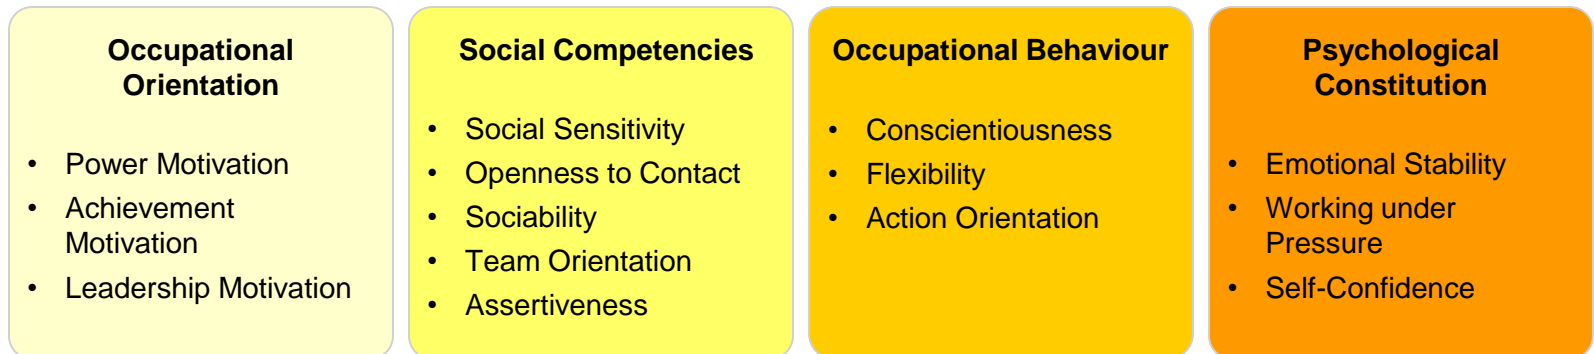 Occupational
Orientation
• Power Motivation
• Achievement
Motivation
• Leadership Motivation
Social Competencies
• Social Sensitivity
• Openness to Contact
• Sociability
• Team Orientation
• Assertiveness
Occupational Behaviour
• Conscientiousness
• Flexibility
• Action Orientation
Psychological
Constitution
• Emotional Stability
• Working under
Pressure
• Self-Confidence